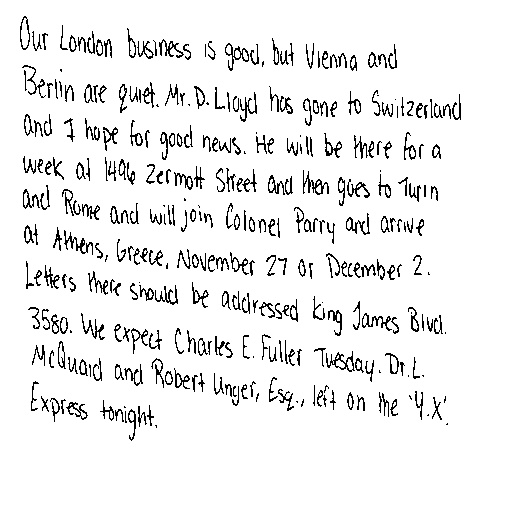 Our London business is good, but Vienna and
Berlin are quiet. Mr. D. Lloyd has gone to Switzerland
and I hope for good news. He will be there for a
week at 1496 Zermott Street and then goes to Turin
and Rome and will join Colonel Parry and arrive
at Athens, Greece, November 27 or December 2.
Letters there should be addressed King James Blvd.
3580. We expect Charles E. Fuller Tuesday. Dr. L.
McQuaid and Robert Unger, Esq., left on the 'Y.X'.
Express tonight.